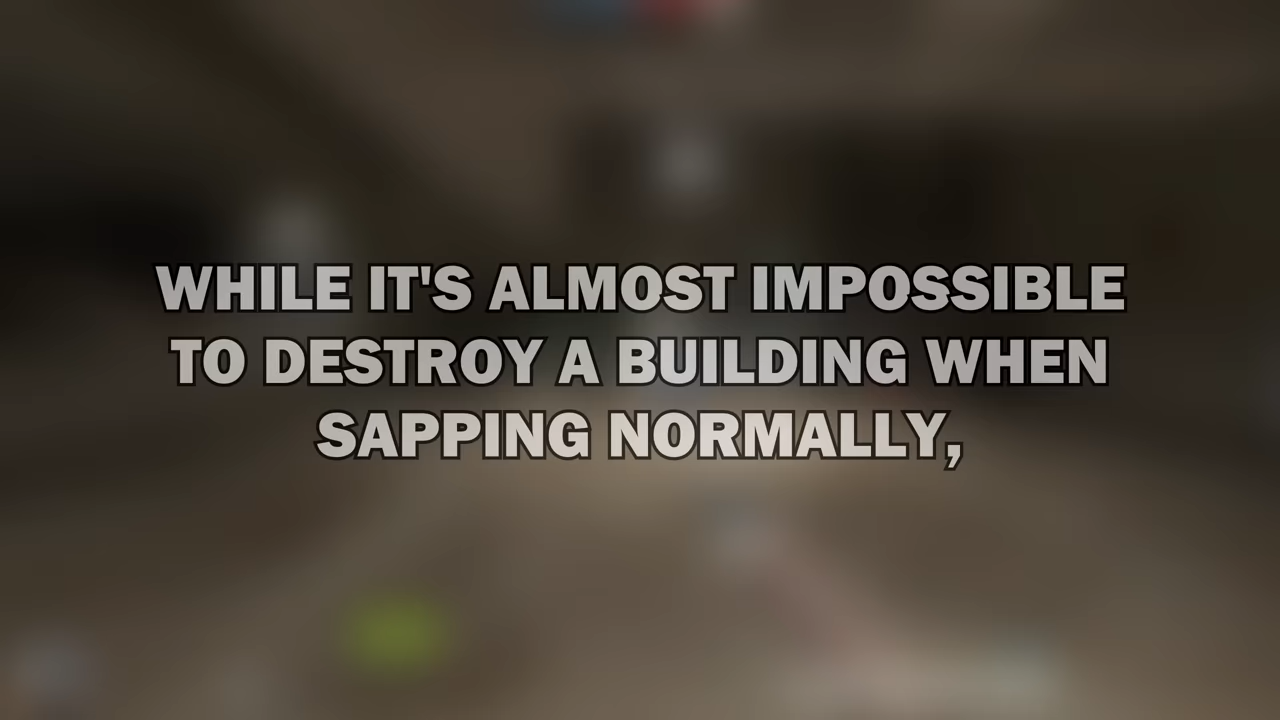 WHILE IT'S ALMOST IMPOSSIBLE
TO DESTROY A BUILDING WHEN
SAPPING NORMALLY,